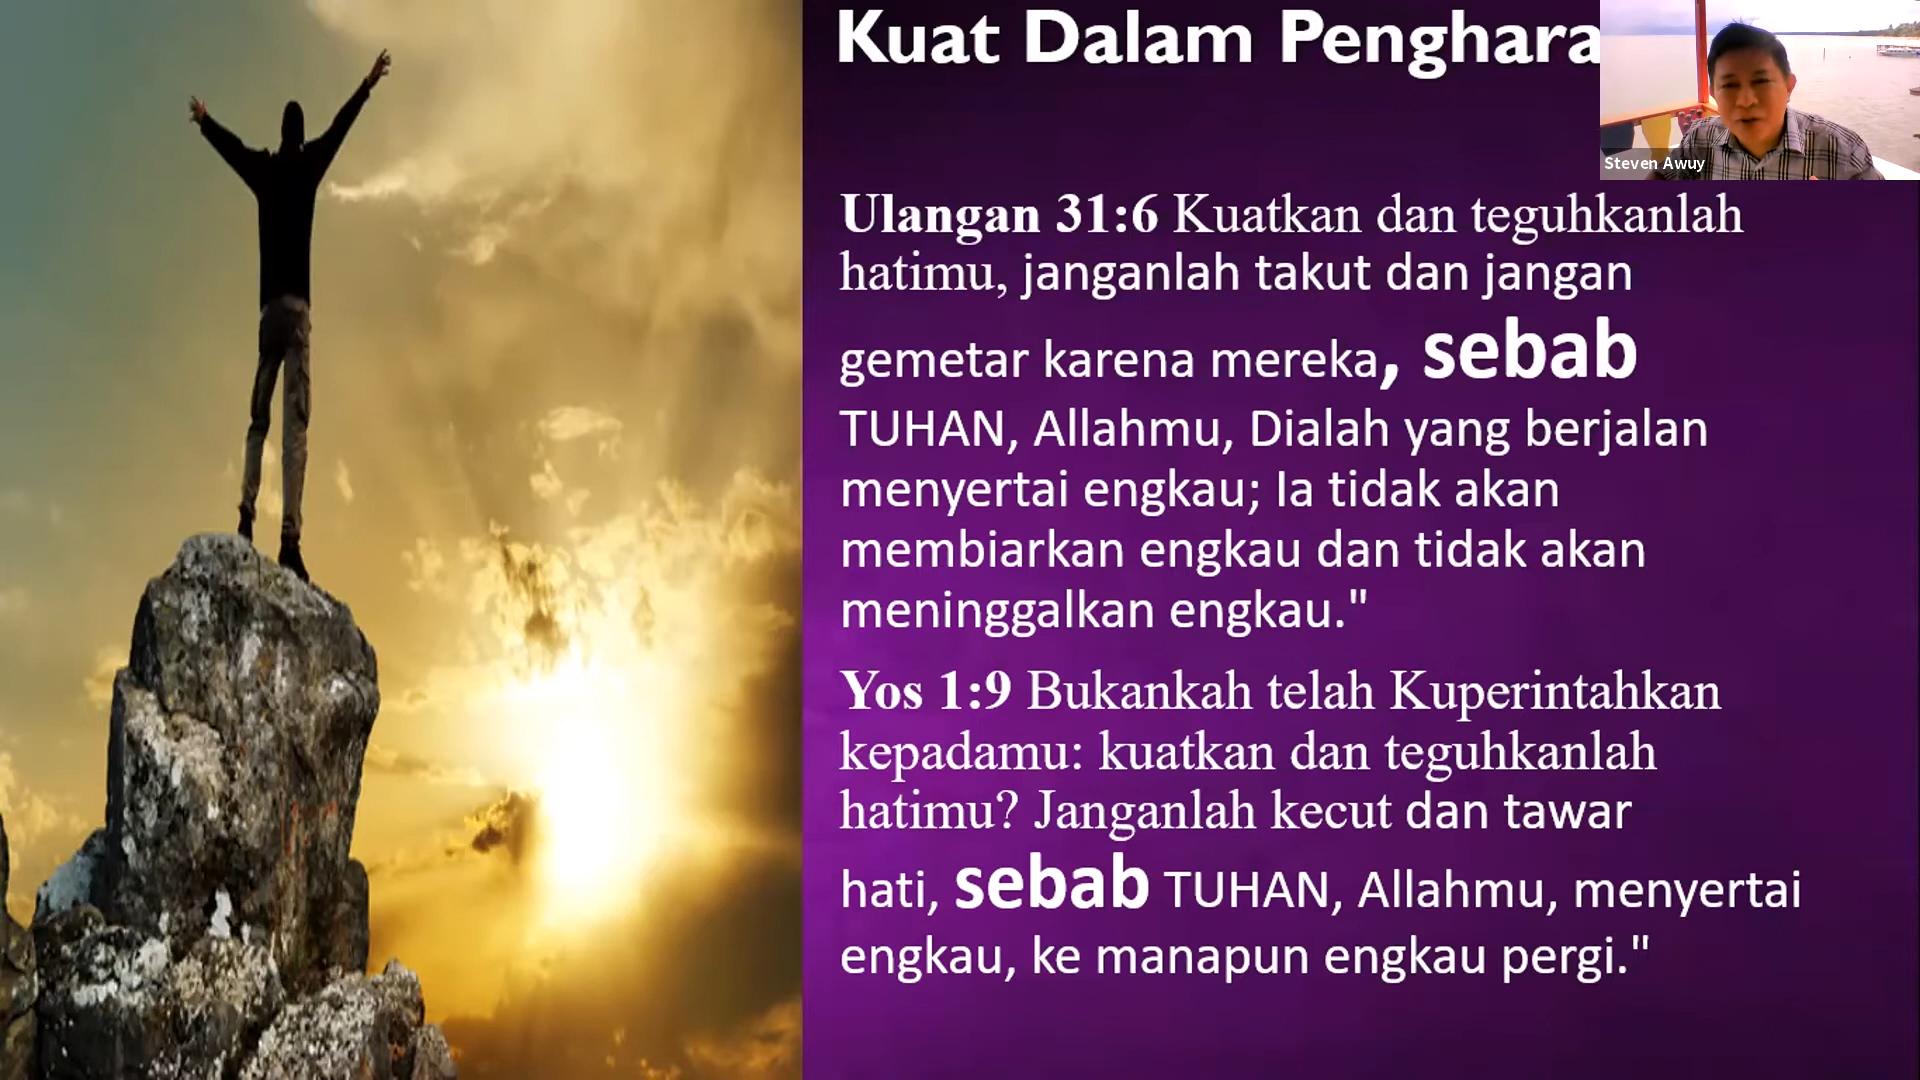 Kuat Dalam Penghara
Steven Awuy
Ulangan 31:6 Kuatkan dan teguhkanlah
hatimu, janganlah takut dan jangan
gemetar karena mereka, sebab
TUHAN, Allahmu, Dialah yang berjalan
menyertai engkau; Ia tidak akan
membiarkan engkau dan tidak akan
meninggalkan engkau."
Yos 1:9 Bukankah telah Kuperintahkan
kepadamu: kuatkan dan teguhkanlah
hatimu? Janganlah kecut dan tawar
hati, sebab TUHAN, Allahmu, menyertai
engkau, ke manapun engkau pergi."